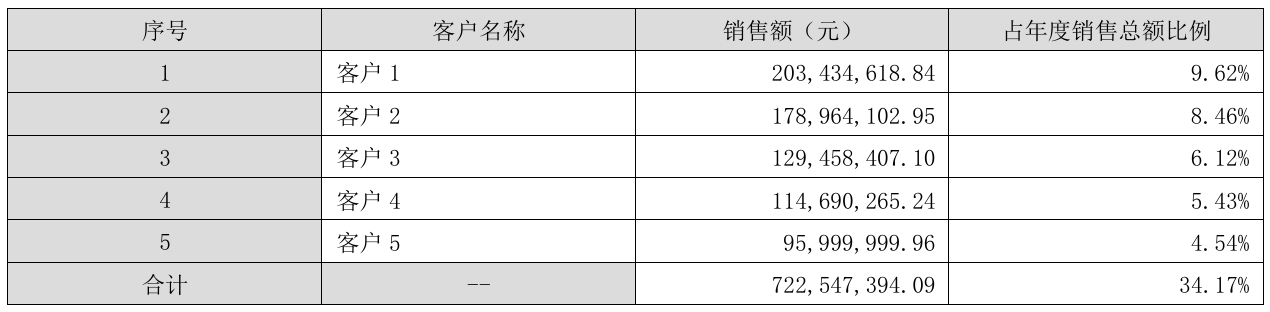 序号 客户名称 销售额（元） 占年度销售总额比例
1 客户 1 203,434,618.84 9.62%
2 客户 2 178,964,102.95 8.46%
3 客户 3 129,458,407.10 6.12%
4 客户 4 114,690,265.24 5.43%
5 客户 5 95,999,999.96 4.54%
合计 -- 722,547,394.09 34.17%